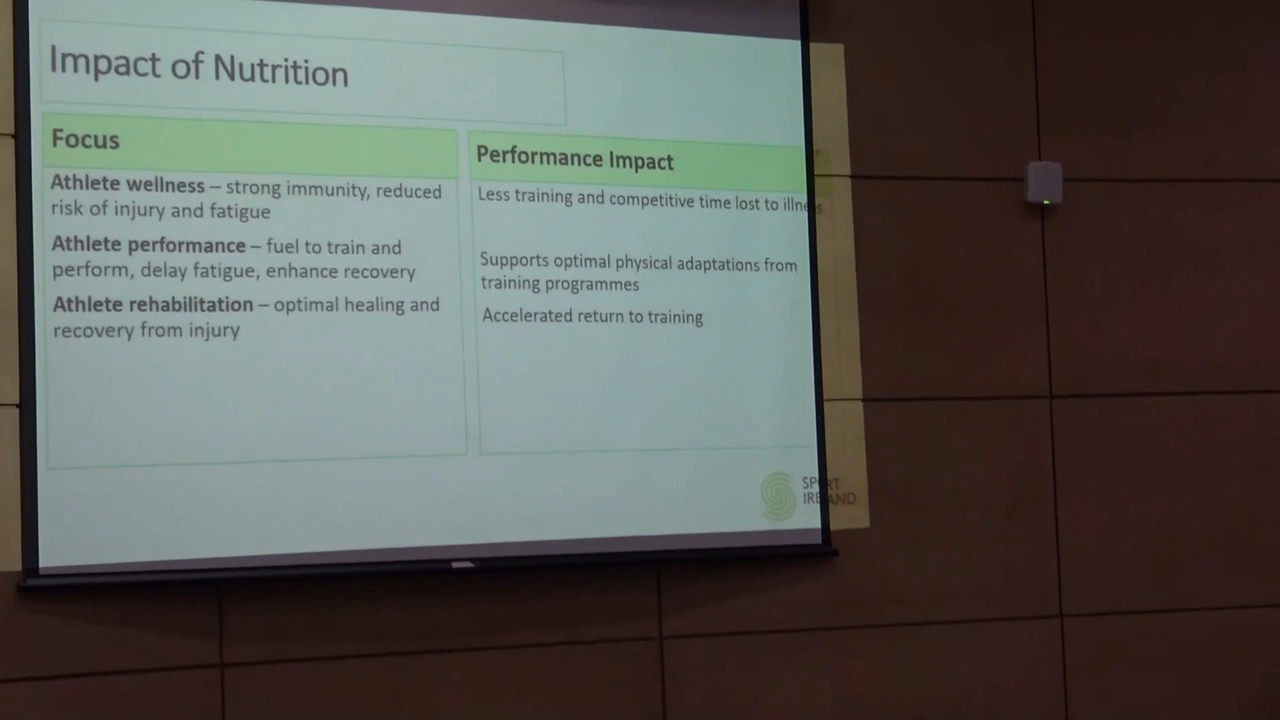 Impact of Nutrition
Focus
Athlete wellness – strong immunity, reduced
risk of injury and fatigue
Athlete performance – fuel to train and
perform, delay fatigue, enhance recovery
Athlete rehabilitation – optimal healing and
recovery from injury
Performance Impact
Less training and competitive time lost to illness
Supports optimal physical adaptations from
training programmes
Accelerated return to training
SPORT
IRELAND